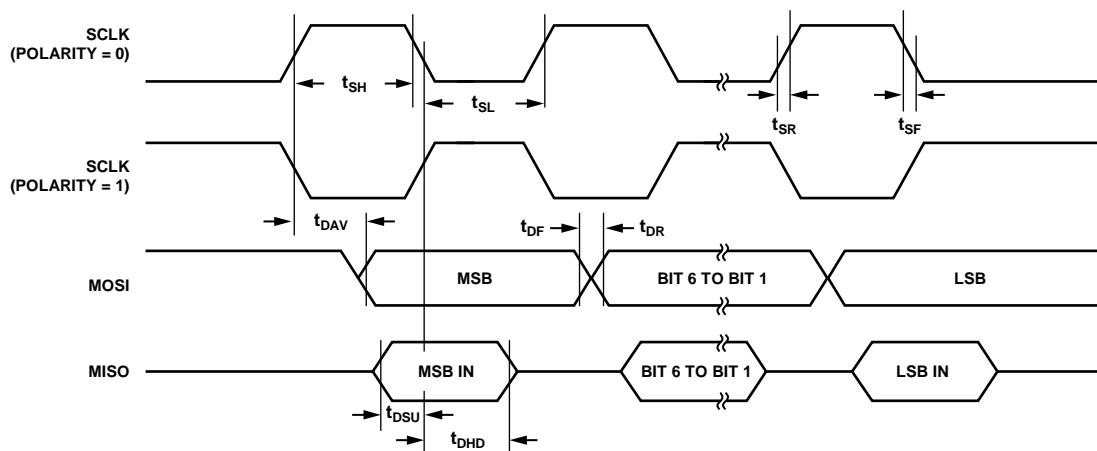 SCLK
(POLARITY = 0)
tSH
tSL
tSR
tSF
SCLK
(POLARITY = 1)
tDAV
tDF
tDR
MOSI
MSB
BIT 6 TO BIT 1
LSB
MISO
MSB IN
BIT 6 TO BIT 1
LSB IN
tDSU
tDHD